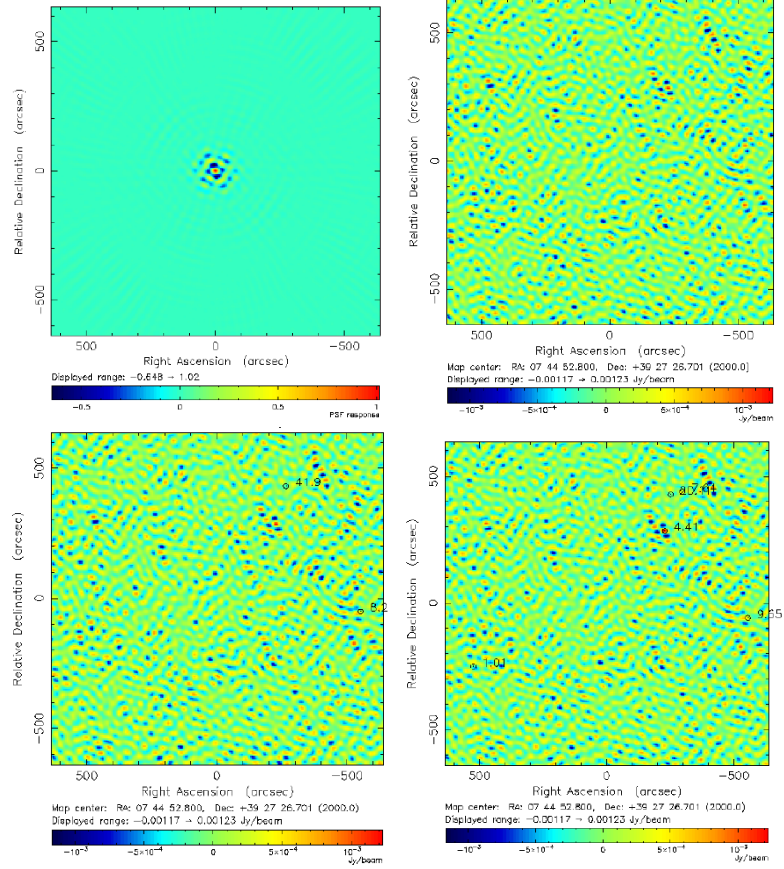 Relative Declination (arcsec)
500
0
−500
500
0
−500
Right Ascension (arcsec)
Displayed range: −0.548 → 1.02
−0.5
0
0.5
1
PSF response
Relative Declination (arcsec)
500
0
−500
500
0
−500
Right Ascension (arcsec)
Map center: RA: 07 44 52.800, Dec: +39 27 26.701 (2000.0)
Displayed range: −0.00117 → 0.00123 Jy/beam
−10⁻³
−5×10⁻⁴
0
5×10⁻⁴
10⁻³
Jy/beam
Relative Declination (arcsec)
500
0
−500
41.9
8.2
500
0
−500
Right Ascension (arcsec)
Map center: RA: 07 44 52.800, Dec: +39 27 26.701 (2000.0)
Displayed range: −0.00117 → 0.00123 Jy/beam
−10⁻³
−5×10⁻⁴
0
5×10⁻⁴
10⁻³
Jy/beam
Relative Declination (arcsec)
500
0
−500
4.41
9.55
1.01
500
0
−500
Right Ascension (arcsec)
Map center: RA: 07 44 52.800, Dec: +39 27 26.701 (2000.0)
Displayed range: −0.00117 → 0.00123 Jy/beam
−10⁻³
−5×10⁻⁴
0
5×10⁻⁴
10⁻³
Jy/beam